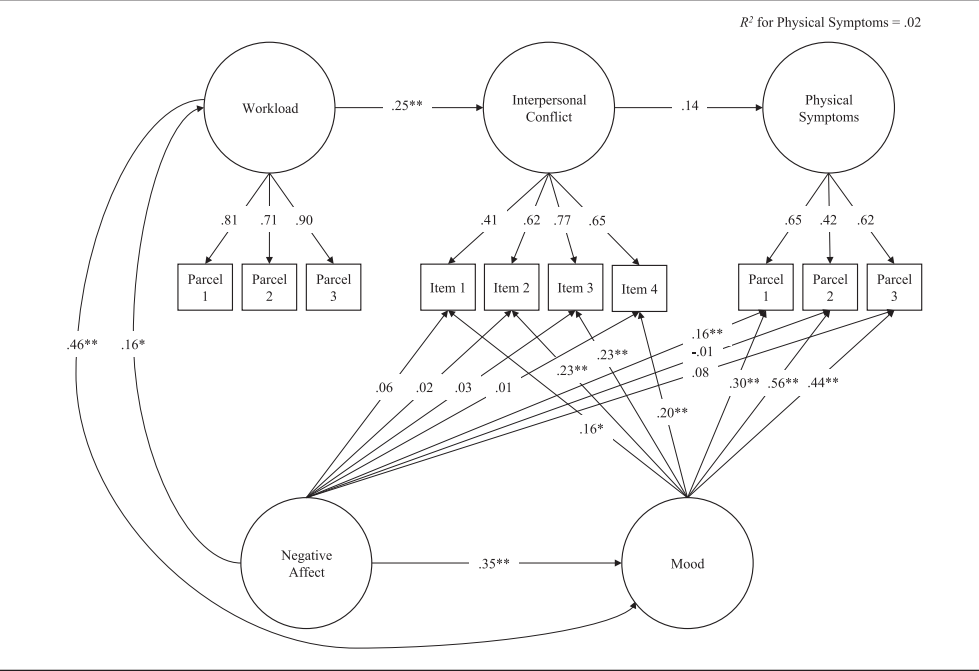 R² for Physical Symptoms = .02
Workload
.25**
Interpersonal
Conflict
.14
Physical
Symptoms
.81
.71
.90
.41
.62
.77
.65
.65
.42
.62
Parcel
1
Parcel
2
Parcel
3
Item 1
Item 2
Item 3
Item 4
Parcel
1
Parcel
2
Parcel
3
.46**
.16*
.06
.02
.03
.01
.23**
.23**
.16*
.20**
.16**
-.01
.08
.30**
.56**
.44**
Negative
Affect
.35**
Mood